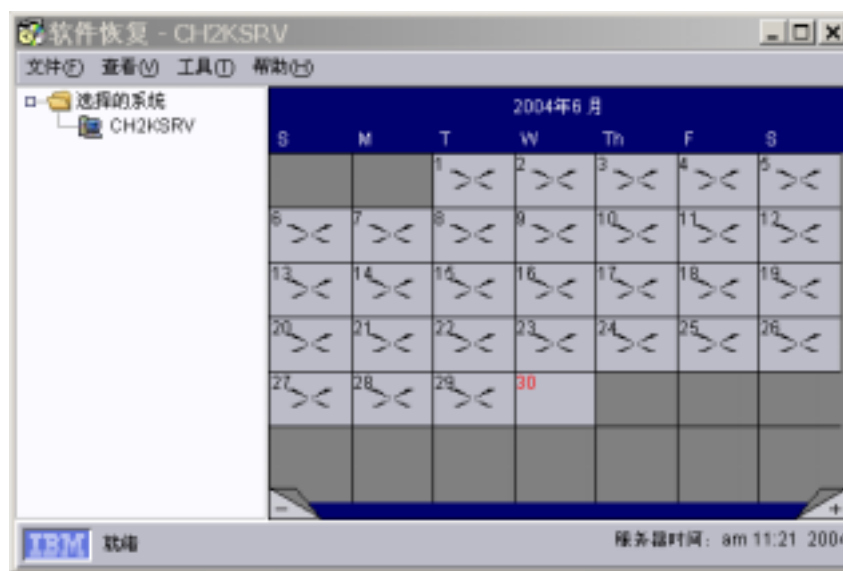 软件恢复 - CH2KSRV
文件(F) 查看(V) 工具(T) 帮助(H)
选择的系统
CH2KSRV
2004年6 月
S M T W Th F S
1 2 3 4 5
6 7 8 9 10 11 12
13 14 15 16 17 18 19
20 21 22 23 24 25 26
27 28 29 30
- +
IBM 就绪 服务器时间: am 11:21 2004